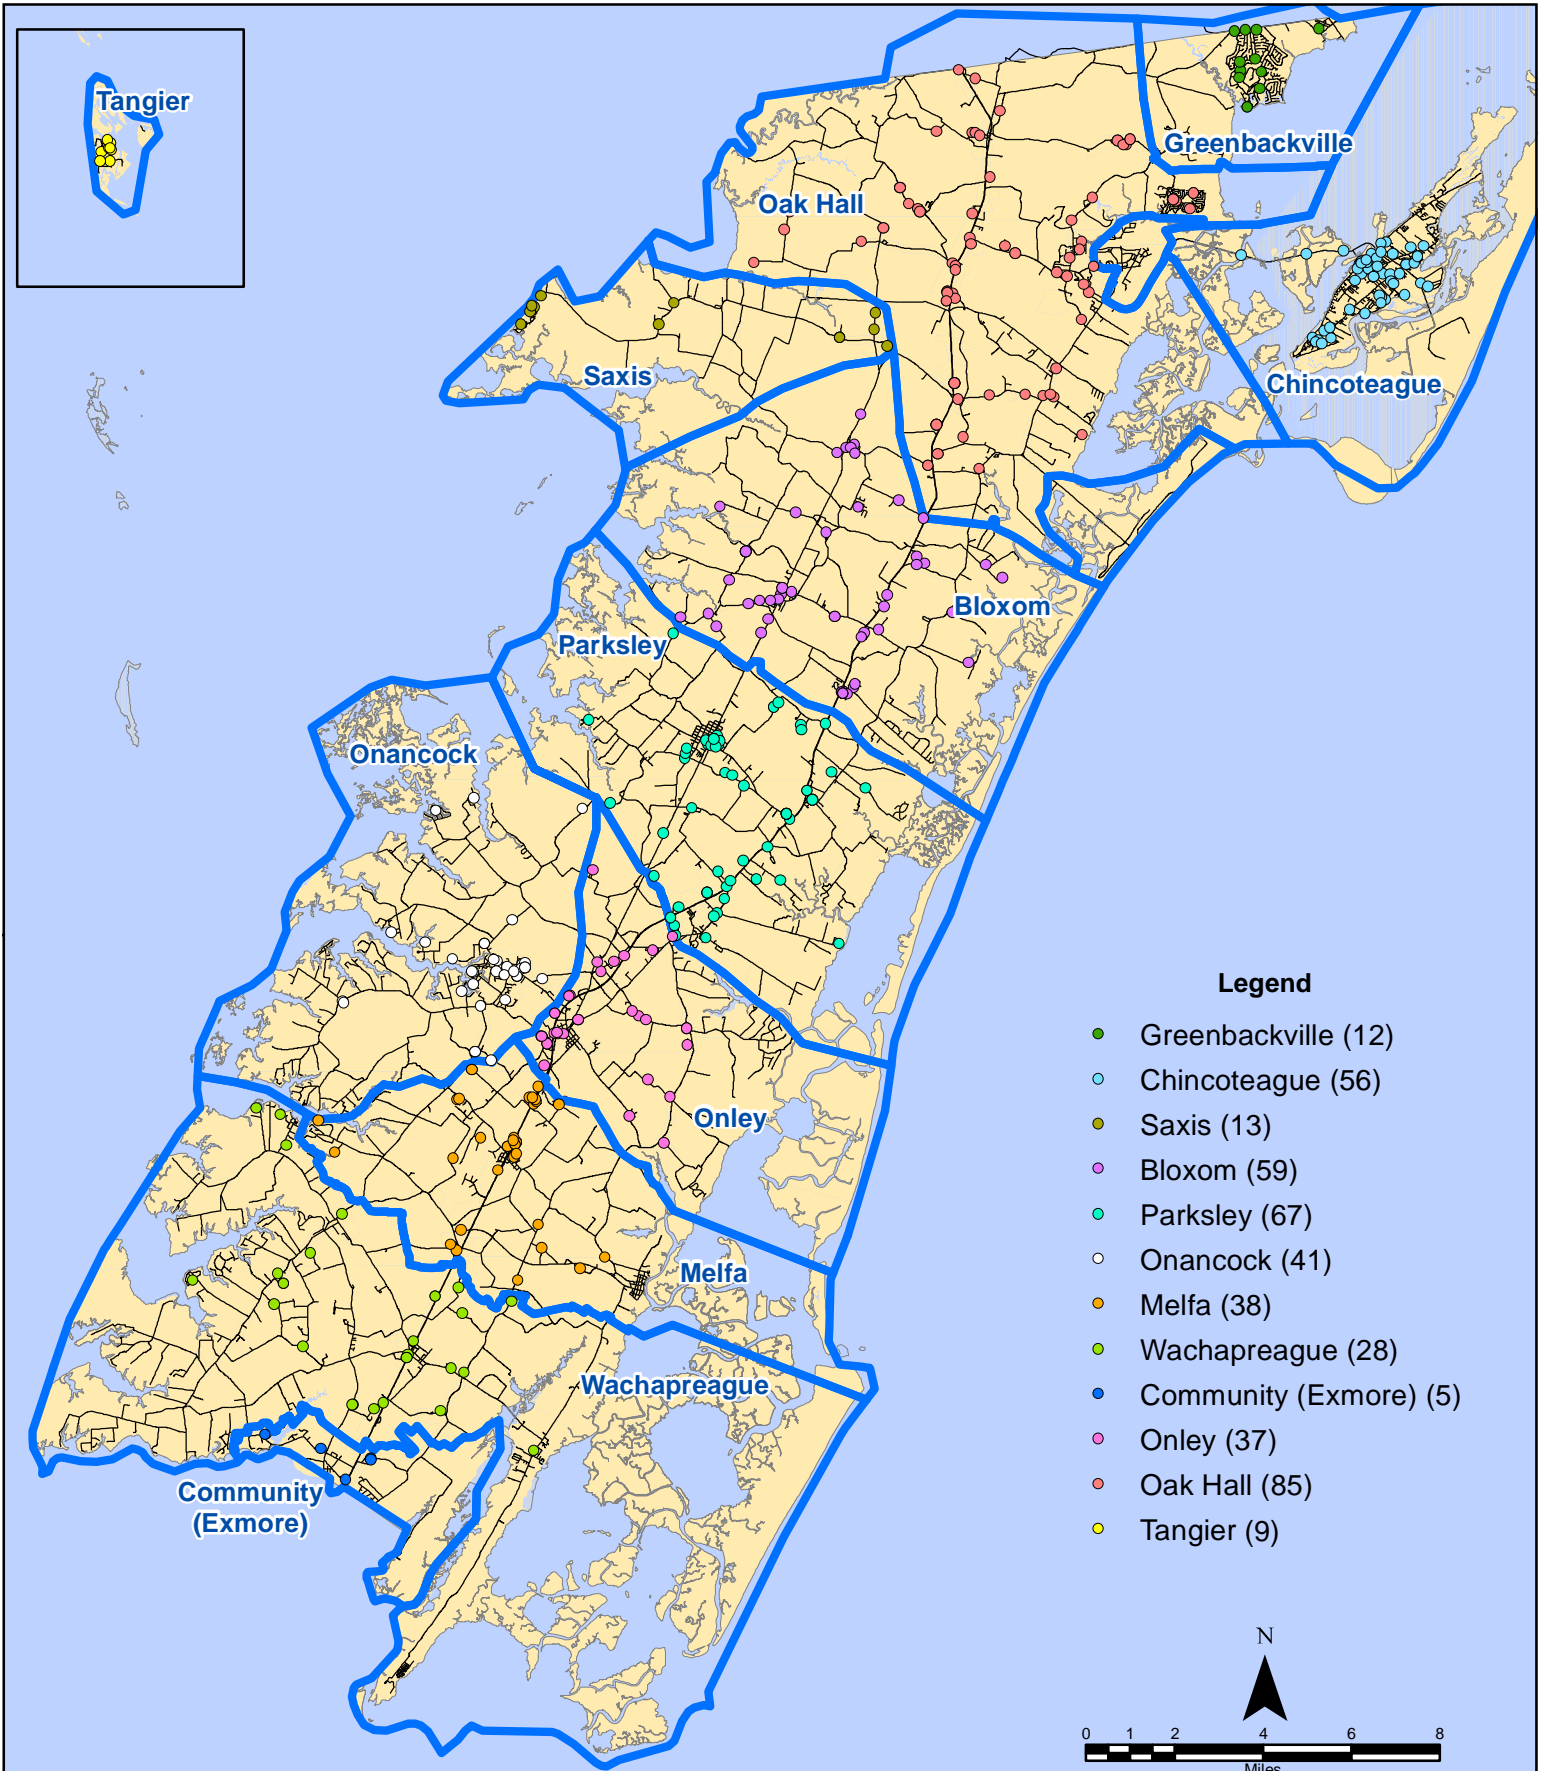 Tangier
Greenbackville
Oak Hall
Saxis
Chincoteague
Bloxom
Parksley
Onancock
Onley
Melfa
Wachapreague
Community
(Exmore)
Legend
Greenbackville (12)
Chincoteague (56)
Saxis (13)
Bloxom (59)
Parksley (67)
Onancock (41)
Melfa (38)
Wachapreague (28)
Community (Exmore) (5)
Onley (37)
Oak Hall (85)
Tangier (9)
N
0 1 2 4 6 8
Miles